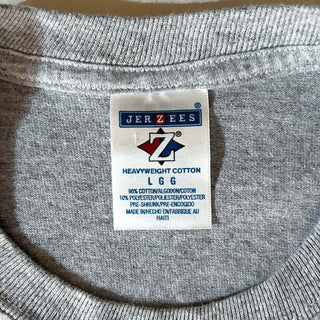 JERZEES®
Z®
HEAVYWEIGHT COTTON
L G G
90% COTTON/ALGODON/COTON
10% POLYESTER/POLIESTER/POLYESTER
PRE-SHRUNK/PRE-ENCOGIDO
MADE IN/HECHO EN/FABRIQUE AU
HAITI